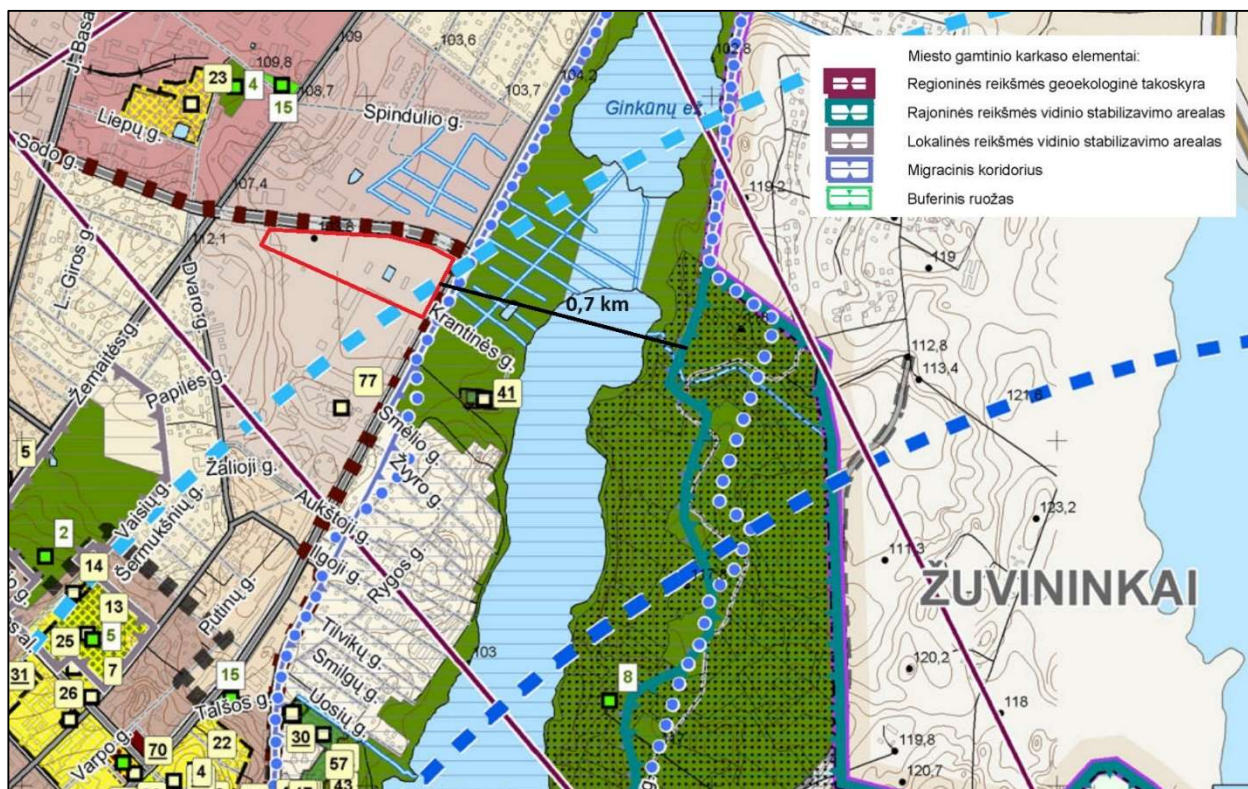 Miesto gamtinio karkaso elementai:
Regioninės reikšmės geoekologinė takoskyra
Rajoninės reikšmės vidinio stabilizavimo arealas
Lokalinės reikšmės vidinio stabilizavimo arealas
Migracinis koridorius
Buferinis ruožas
109
103,6
104,2
102,8
109,8
23
4
15
108,7
103,7
Ginkūnų ež.
Liepų g.
Spindulio g.
Sodo g.
107,4
119,2
112,1
L. Giros g.
Dvaro g.
119
0,7 km
Krantinės g.
Žemaitės g.
112,8
113,4
Papilės g.
77
41
121,8
5
Smėlio g.
Žvyro g.
Žalioji g.
Vaisių g.
Šermukšnių g.
Aukštoji g.
123,2
2
Ilgoji g.
Rygos g.
111,3
14
ŽUVININKAI
13
Putinų g.
25
5
7
Tilvikų g.
103
120,2
31
Smilgų g.
15
8
26
Talšos g.
Uosių g.
118
30
70
22
119,8
Varpo g.
57
4
43
120,7